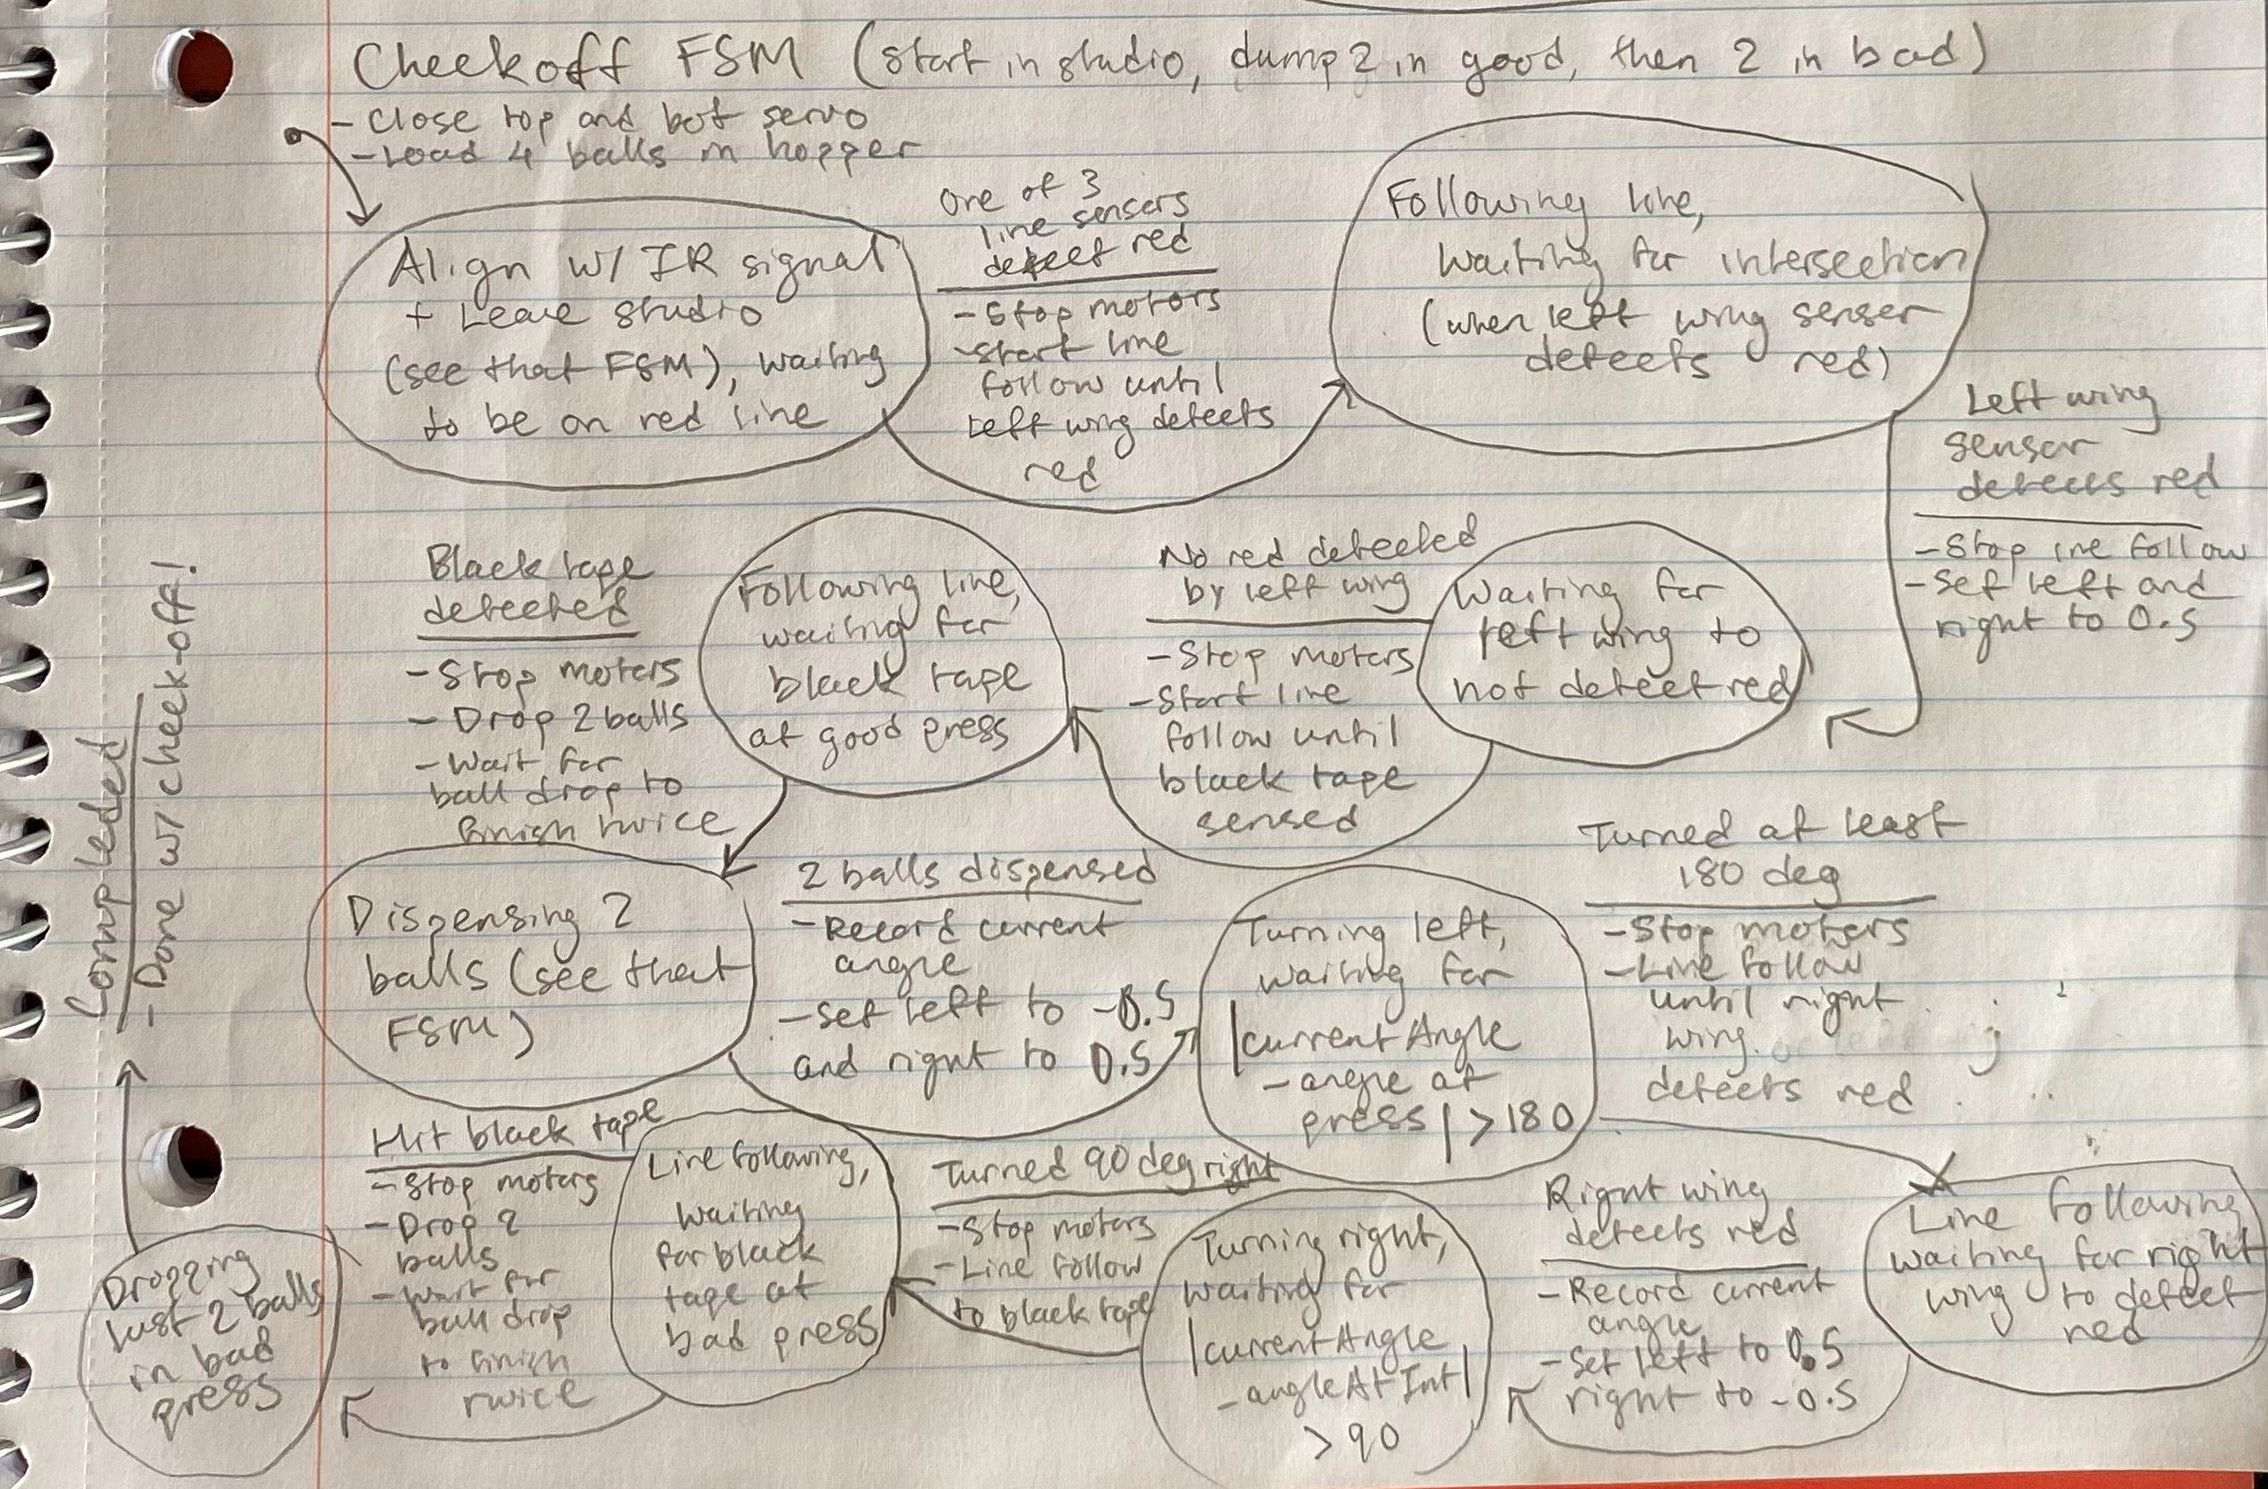 Checkoff FSM (start in studio, dump 2 in good, then 2 in bad)
- Close top and bot servo
- Load 4 balls in hopper
Align w/ IR signal
+ Leave studio
(see that FSM), waiting
to be on red line
One of 3
line sensors
detect red
- Stop motors
- Start line
follow until
left wing detects
red
Following line,
waiting for intersection
(when left wing sensor
detects red)
Left wing
sensor
detects red
- Stop line follow
- Set left and
right to 0.5
Waiting for
left wing to
not detect red
No red detected
by left wing
- Stop motors
- Start line
follow until
black tape
sensed
Following line,
waiting for
black tape
at good press
Black tape
detected
- Stop motors
- Drop 2 balls
- Wait for
ball drop to
finish twice
Dispensing 2
balls (see that
FSM)
2 balls dispensed
- Record current
angle
- Set left to -0.5
and right to 0.5
Turning left,
waiting for
|currentAngle
- angle at
press| > 180
Turned at least
180 deg
- Stop motors
- Line follow
until right
wing
detects red
Line following
waiting for right
wing to detect
red
Right wing
detects red
- Record current
angle
- Set left to 0.5
right to -0.5
Turning right,
waiting for
|currentAngle
- angleAtInt|
> 90
Turned 90 deg right
- Stop motors
- Line follow
to black tape
Line following,
waiting
for black
tape at
bad press
Hit black tape
- Stop motors
- Drop 2
balls
- Wait for
ball drop
to finish
twice
Dropping
last 2 balls
in bad
press
Completed
- Done w/ check-off!